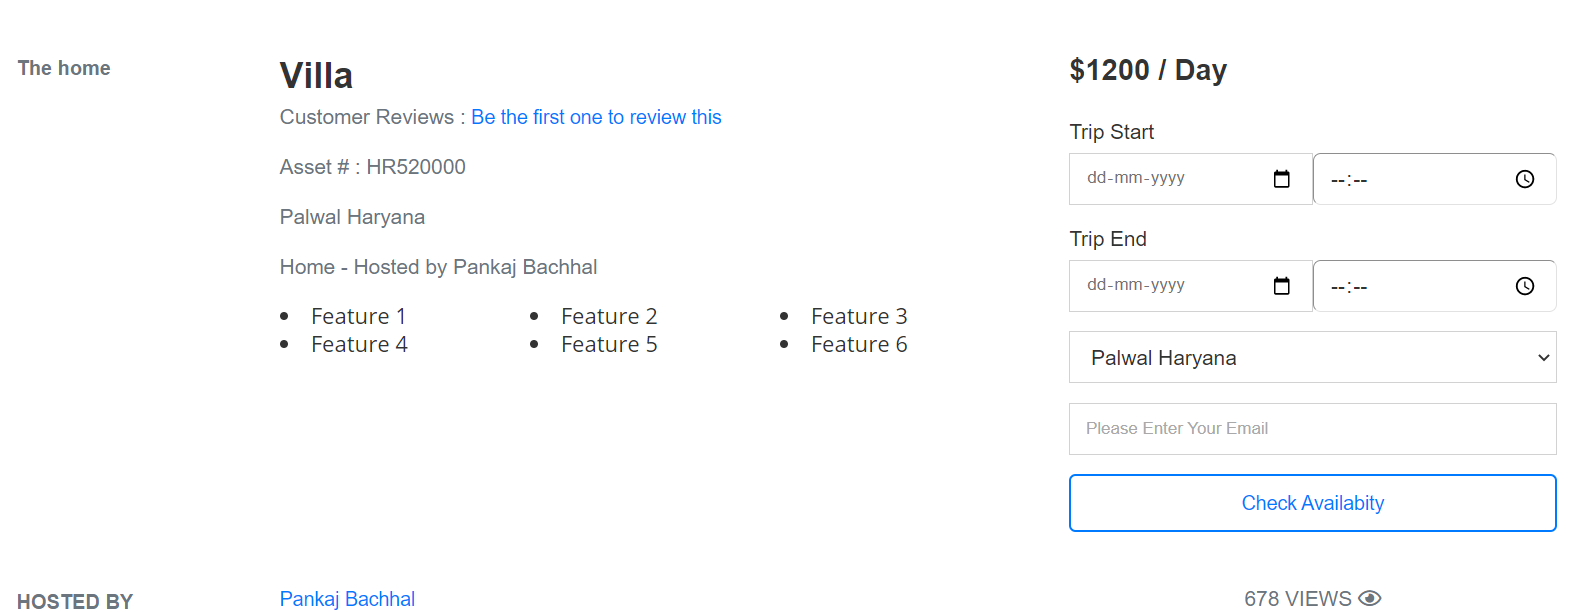 The home
Villa
Customer Reviews : Be the first one to review this
Asset # : HR520000
Palwal Haryana
Home - Hosted by Pankaj Bachhal
Feature 1
Feature 2
Feature 3
Feature 4
Feature 5
Feature 6
$1200 / Day
Trip Start
dd-mm-yyyy --:--
Trip End
dd-mm-yyyy --:--
Palwal Haryana
Please Enter Your Email
Check Availabity
HOSTED BY
Pankaj Bachhal
678 VIEWS